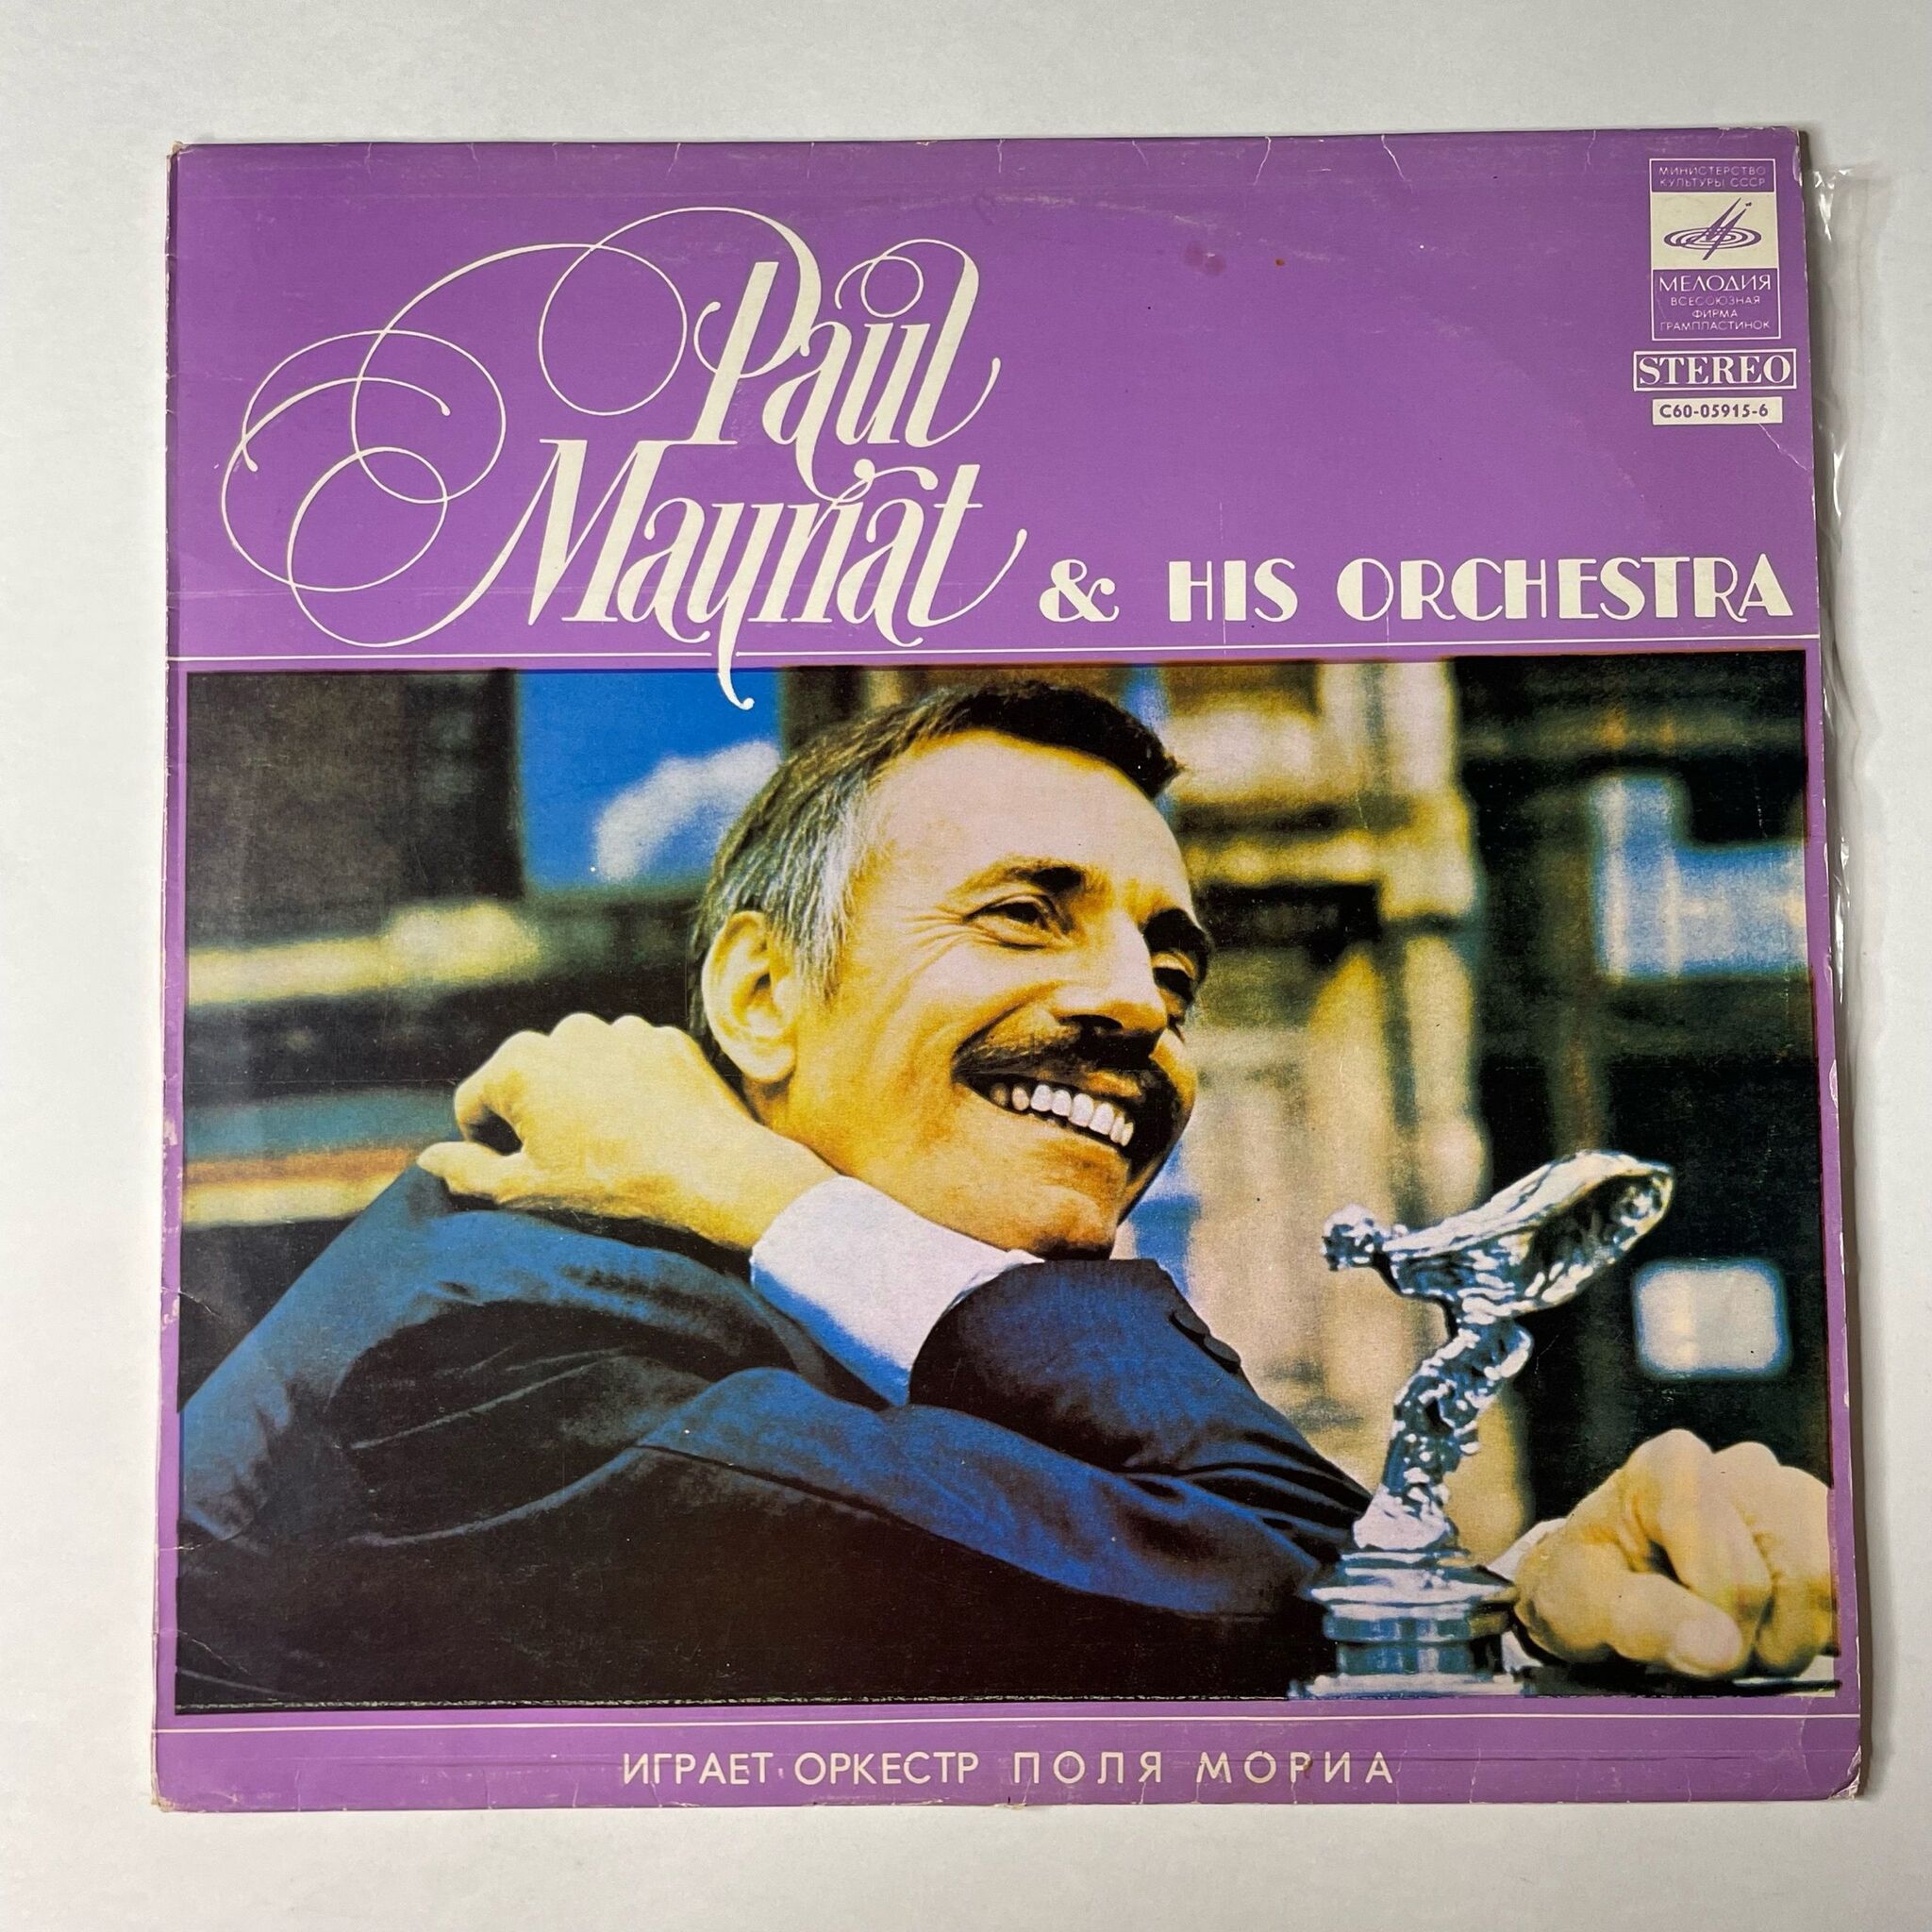 МИНИСТЕРСТВО
КУЛЬТУРЫ СССР
МЕЛОДИЯ
ВСЕСОЮЗНАЯ
ФИРМА
ГРАМПЛАСТИНОК
STEREO
С60-05915-6
Paul
Mauriat & HIS ORCHESTRA
ИГРАЕТ ОРКЕСТР ПОЛЯ МОРИА